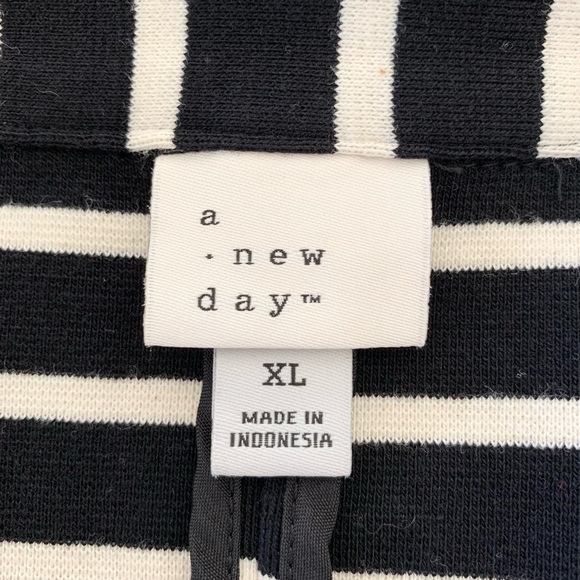 a
· new
day™
XL
MADE IN
INDONESIA